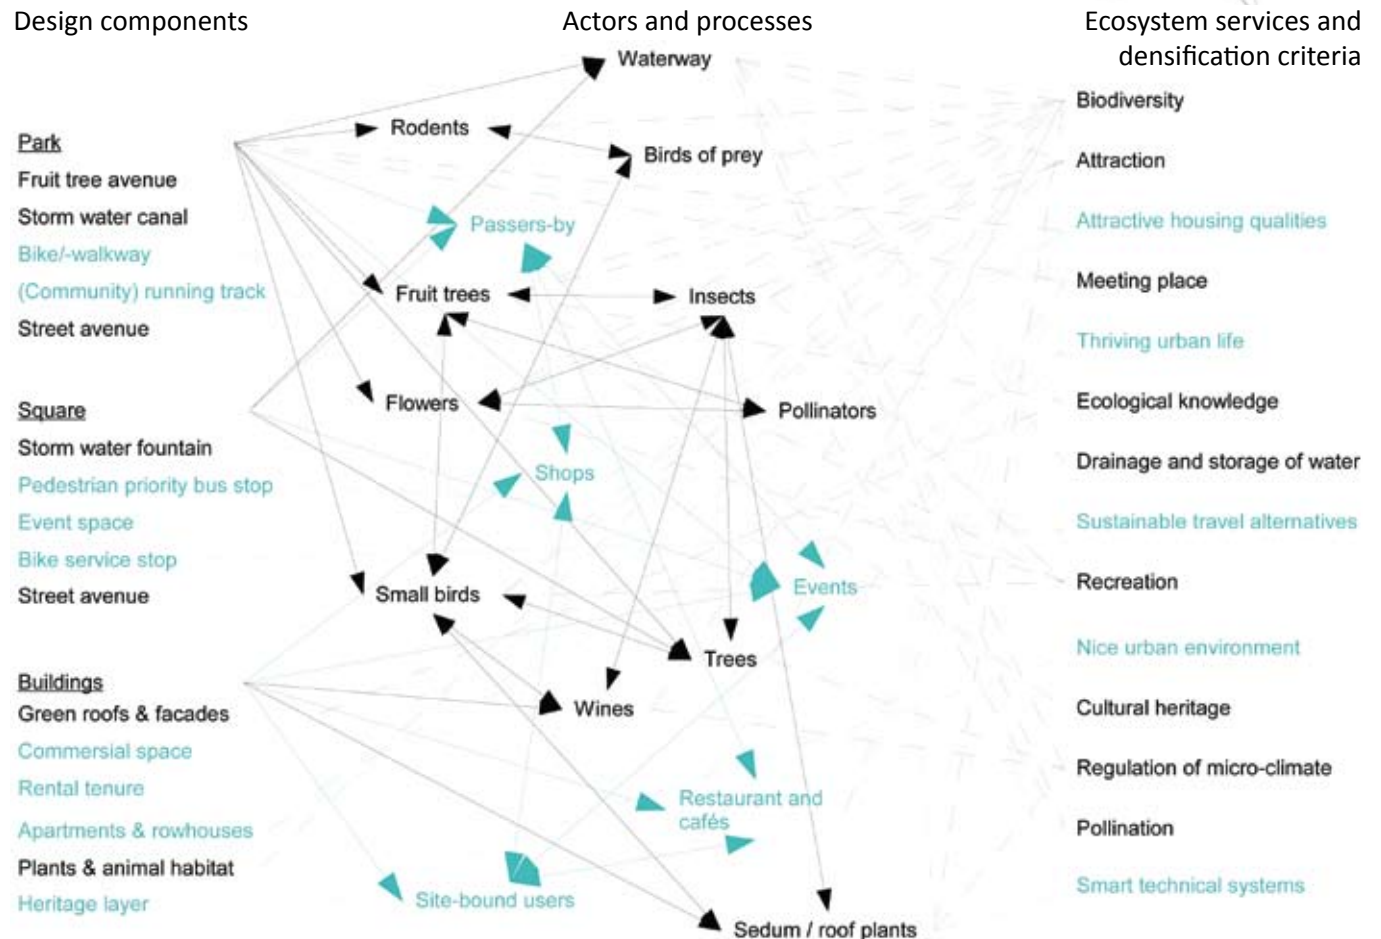 Design components
Actors and processes
Ecosystem services and
densification criteria
Park
Fruit tree avenue
Storm water canal
Bike/-walkway
(Community) running track
Street avenue
Square
Storm water fountain
Pedestrian priority bus stop
Event space
Bike service stop
Street avenue
Buildings
Green roofs & facades
Commersial space
Rental tenure
Apartments & rowhouses
Plants & animal habitat
Heritage layer
Waterway
Rodents
Birds of prey
Passers-by
Fruit trees
Insects
Flowers
Pollinators
Shops
Small birds
Events
Trees
Wines
Restaurant and
cafés
Site-bound users
Sedum / roof plants
Biodiversity
Attraction
Attractive housing qualities
Meeting place
Thriving urban life
Ecological knowledge
Drainage and storage of water
Sustainable travel alternatives
Recreation
Nice urban environment
Cultural heritage
Regulation of micro-climate
Pollination
Smart technical systems